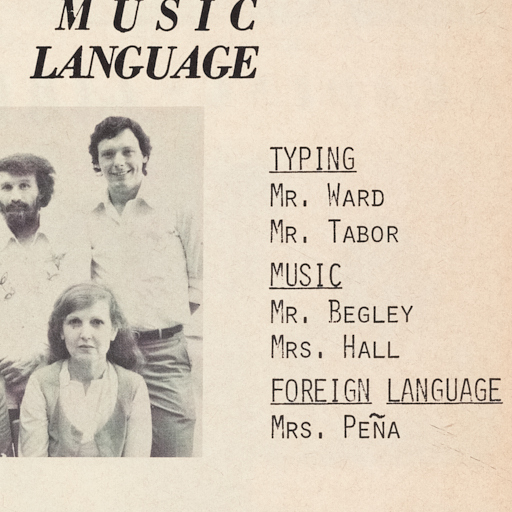 MUSIC
LANGUAGE
TYPING
MR. WARD
MR. TABOR
MUSIC
MR. BEGLEY
MRS. HALL
FOREIGN LANGUAGE
MRS. PEÑA